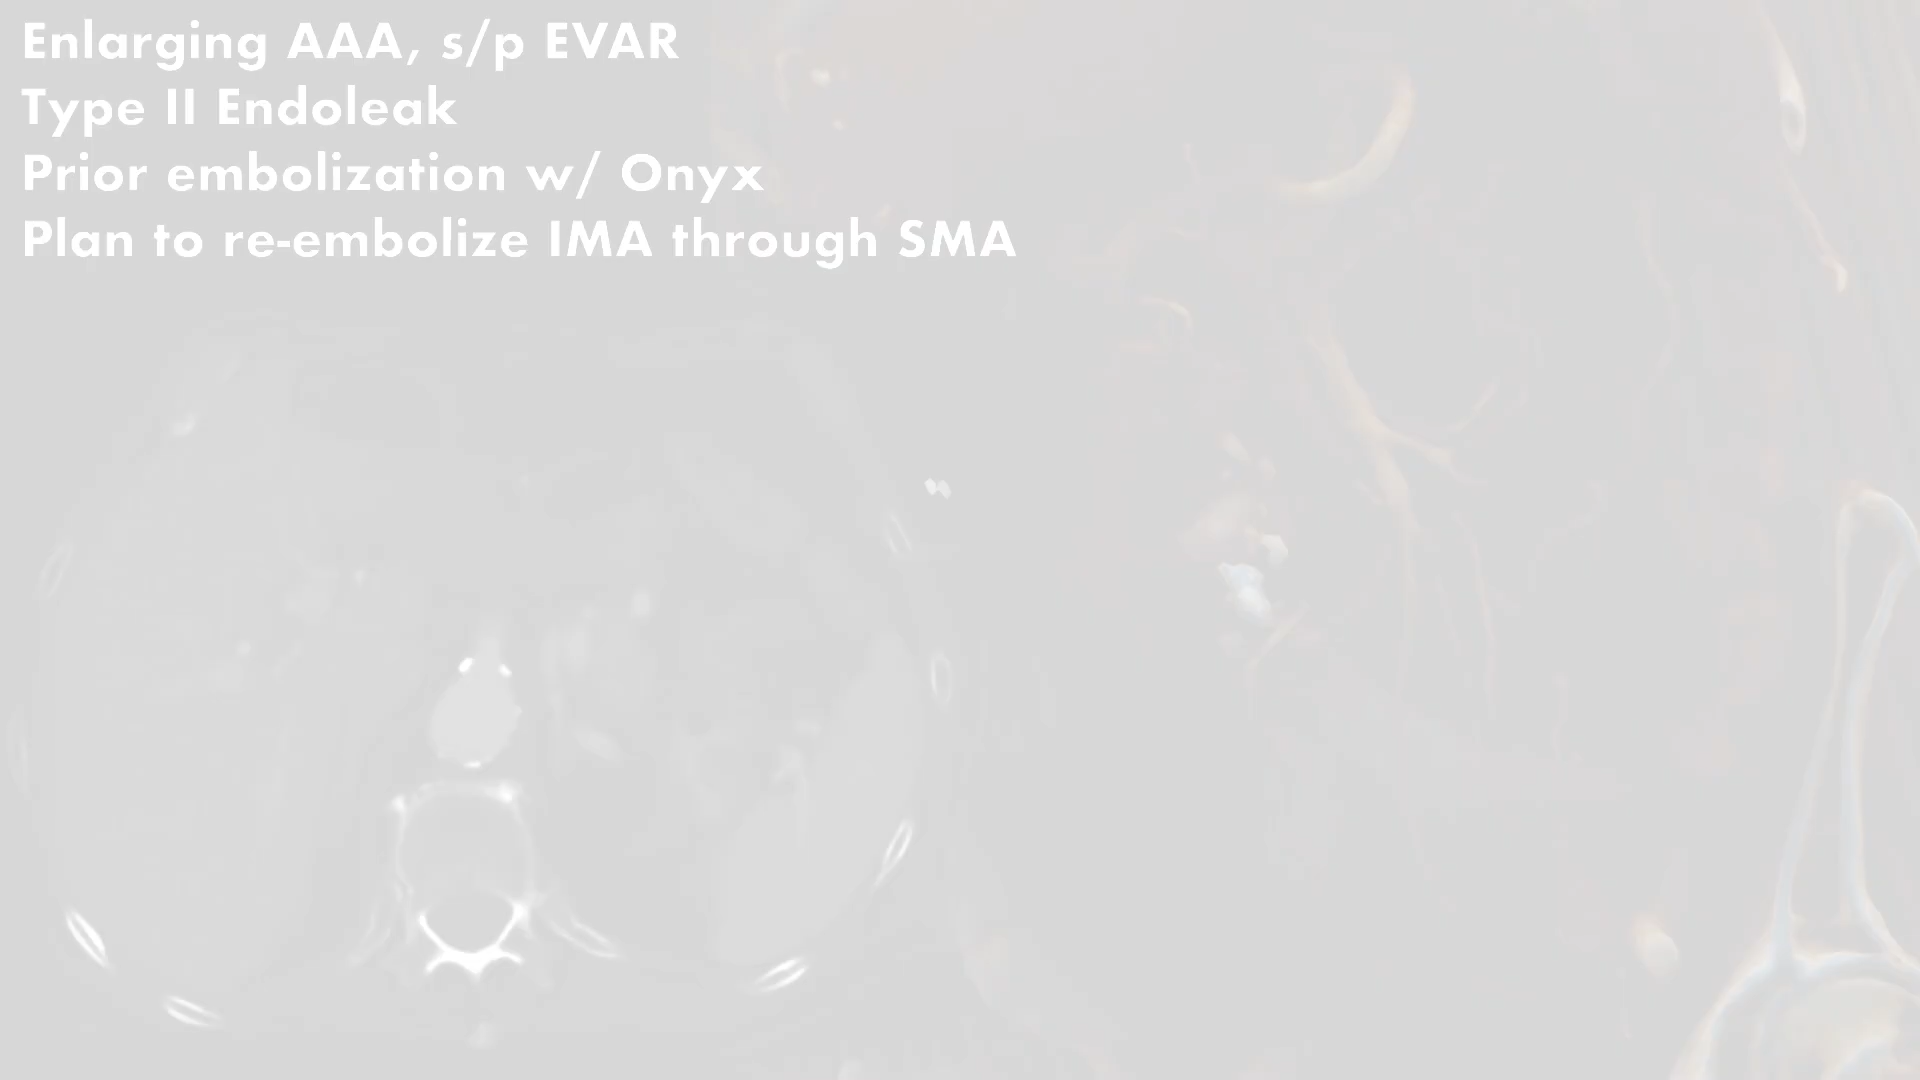 Enlarging AAA, s/p EVAR
Type II Endoleak
Prior embolization w/ Onyx
Plan to re-embolize IMA through SMA